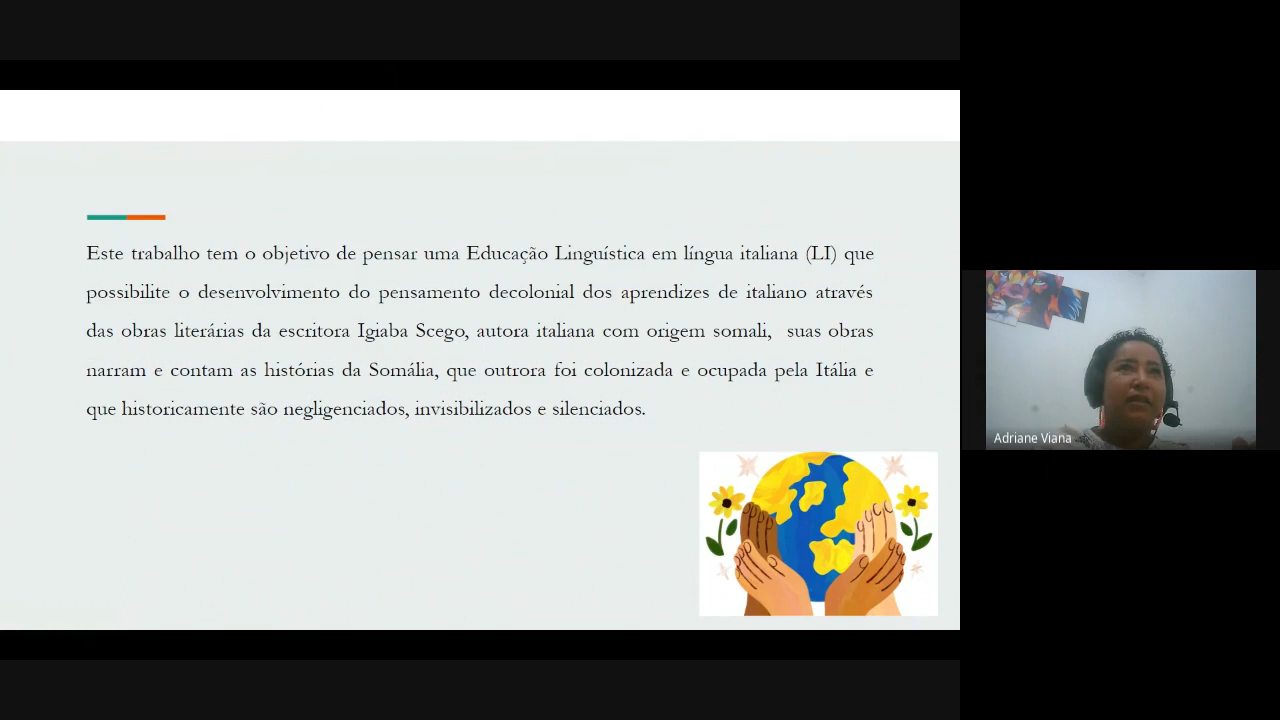 Este trabalho tem o objetivo de pensar uma Educação Linguística em língua italiana (LI) que
possibilite o desenvolvimento do pensamento decolonial dos aprendizes de italiano através
das obras literárias da escritora Igiaba Scego, autora italiana com origem somali,  suas obras
narram e contam as histórias da Somália, que outrora foi colonizada e ocupada pela Itália e
que historicamente são negligenciados, invisibilizados e silenciados.
Adriane Viana